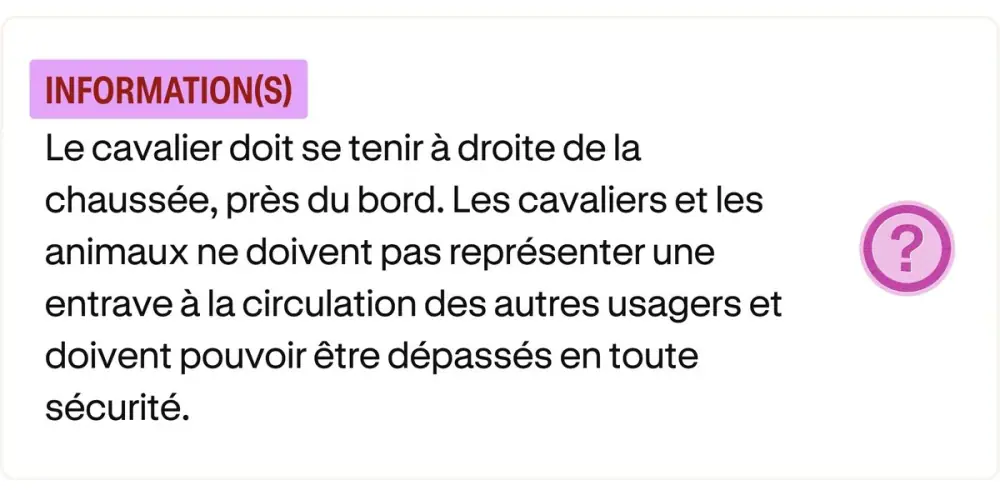 INFORMATION(S)
Le cavalier doit se tenir à droite de la
chaussée, près du bord. Les cavaliers et les
animaux ne doivent pas représenter une
entrave à la circulation des autres usagers et
doivent pouvoir être dépassés en toute
sécurité.
?